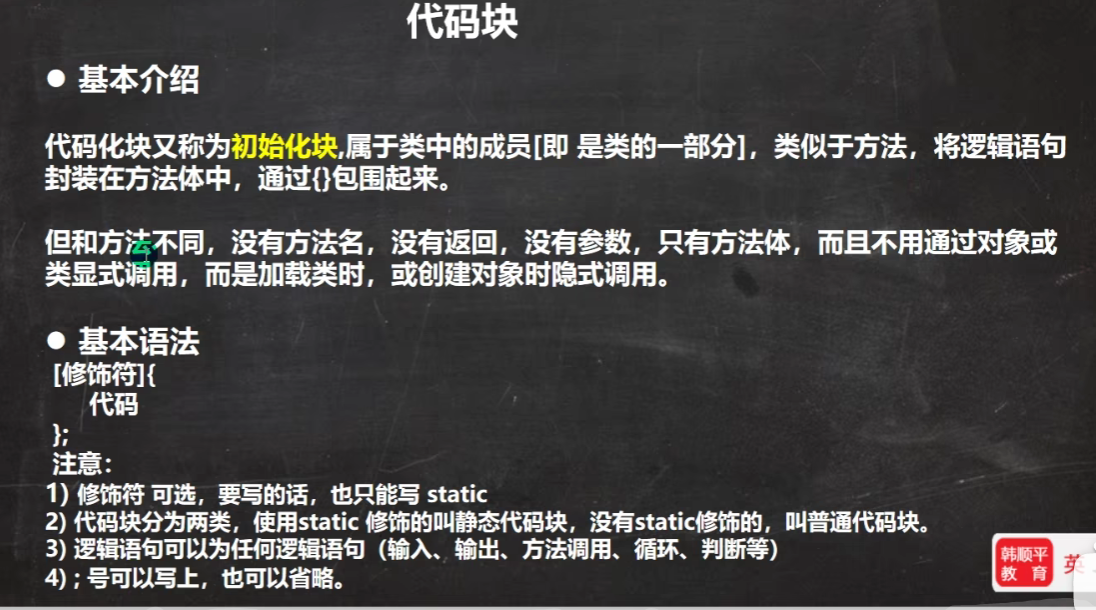 代码块
● 基本介绍
代码化块又称为初始化块,属于类中的成员[即 是类的一部分]，类似于方法，将逻辑语句
封装在方法体中，通过{}包围起来。
但和方法不同，没有方法名，没有返回，没有参数，只有方法体，而且不用通过对象或
类显式调用，而是加载类时，或创建对象时隐式调用。
● 基本语法
[修饰符]{
代码
};
注意：
1) 修饰符 可选，要写的话，也只能写 static
2) 代码块分为两类，使用static 修饰的叫静态代码块，没有static修饰的，叫普通代码块。
3) 逻辑语句可以为任何逻辑语句（输入、输出、方法调用、循环、判断等）
4) ; 号可以写上，也可以省略。
韩顺平
教 育
英